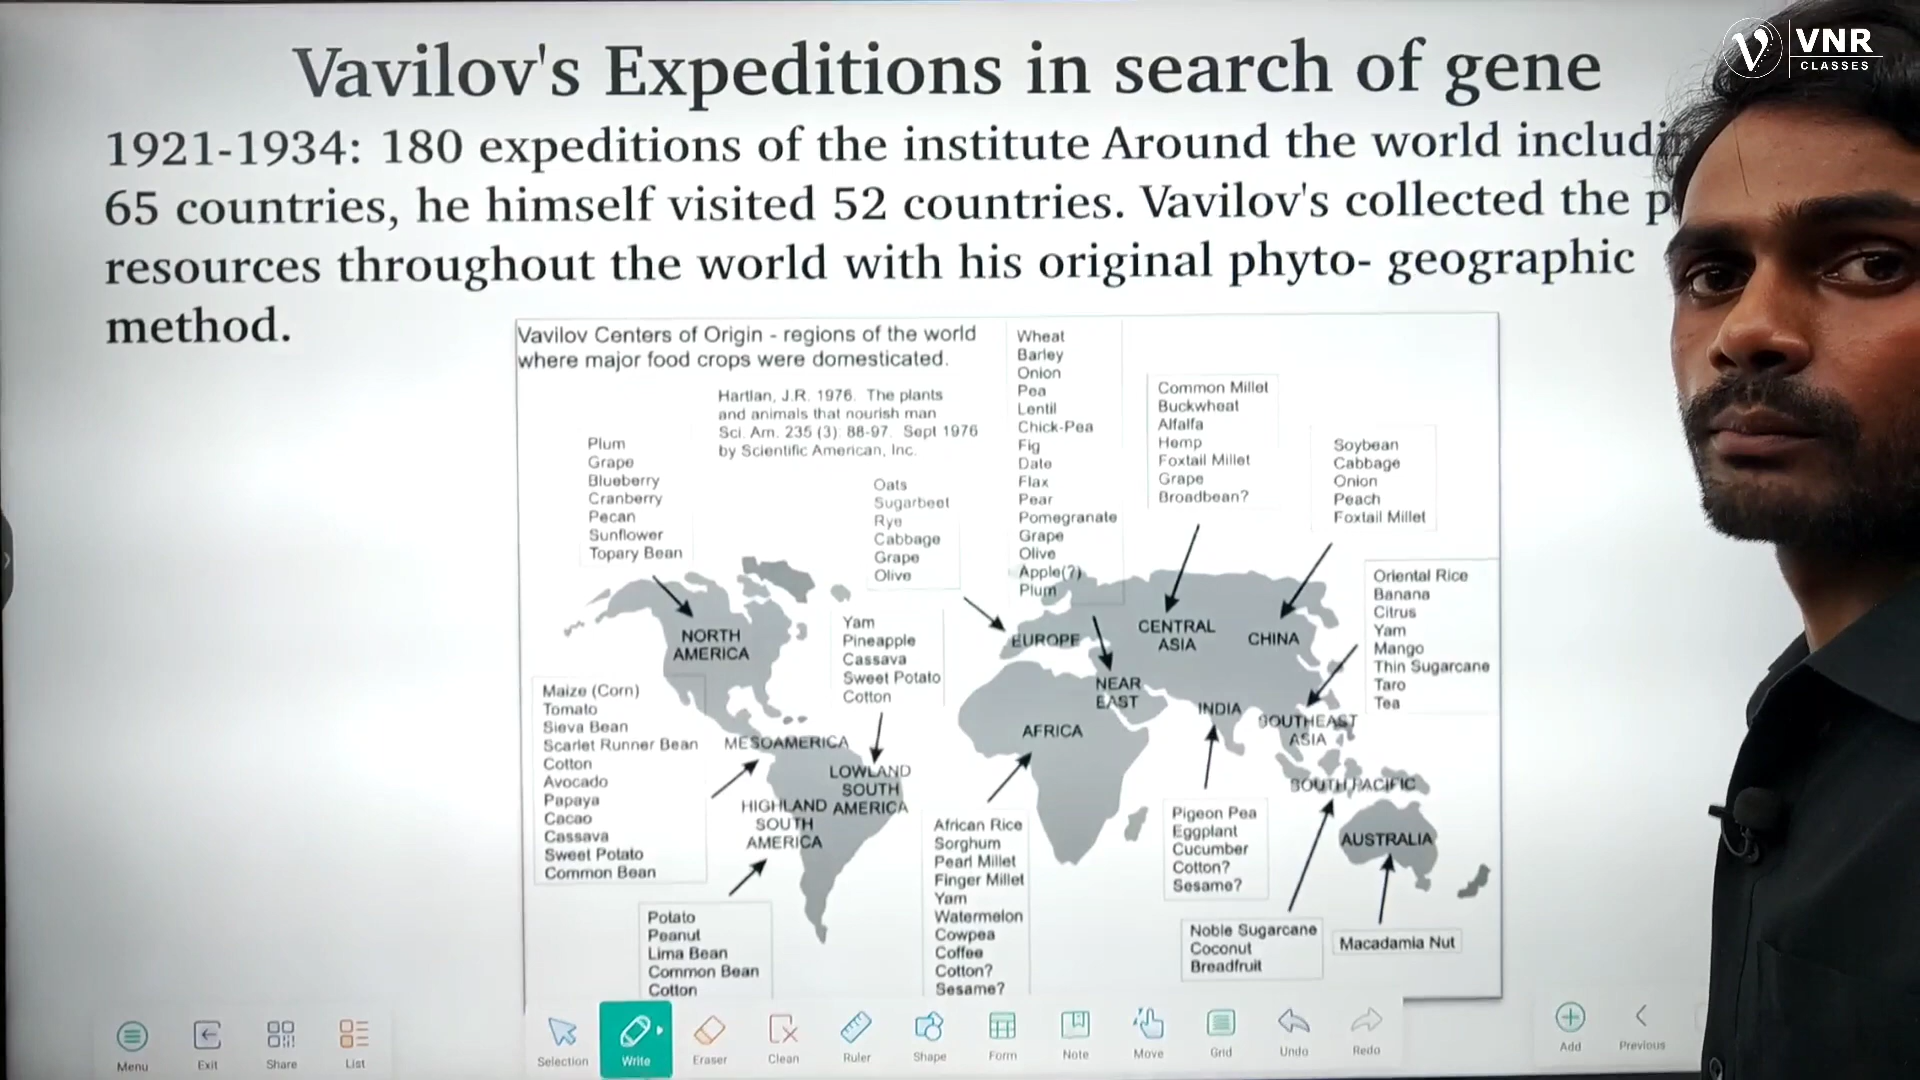 VNR
CLASSES
Vavilov's Expeditions in search of gene
1921-1934: 180 expeditions of the institute Around the world includi
65 countries, he himself visited 52 countries. Vavilov's collected the p
resources throughout the world with his original phyto- geographic
method.
Vavilov Centers of Origin - regions of the world
where major food crops were domesticated.
Harlan, J.R. 1976. The plants
and animals that nourish man
Sci. Am. 235 (3): 88-97. Sept 1976
by Scientific American, Inc.
Plum
Grape
Blueberry
Cranberry
Pecan
Sunflower
Topary Bean
Oats
Sugarbeet
Rye
Cabbage
Grape
Olive
Wheat
Barley
Onion
Pea
Lentil
Chick-Pea
Fig
Date
Flax
Pear
Pomegranate
Grape
Olive
Apple(?)
Plum
Common Millet
Buckwheat
Alfalfa
Hemp
Foxtail Millet
Grape
Broadbean?
Soybean
Cabbage
Onion
Peach
Foxtail Millet
Oriental Rice
Banana
Citrus
Yam
Mango
Thin Sugarcane
Taro
Tea
Yam
Pineapple
Cassava
Sweet Potato
Cotton
Maize (Corn)
Tomato
Sieva Bean
Scarlet Runner Bean
Cotton
Avocado
Papaya
Cacao
Cassava
Sweet Potato
Common Bean
NORTH
AMERICA
EUROPE
CENTRAL
ASIA
CHINA
NEAR
EAST
INDIA
SOUTHEAST
ASIA
AFRICA
MESOAMERICA
LOWLAND
SOUTH
AMERICA
HIGHLAND
SOUTH
AMERICA
SOUTH PACIFIC
AUSTRALIA
Potato
Peanut
Lima Bean
Common Bean
Cotton
African Rice
Sorghum
Pearl Millet
Finger Millet
Yam
Watermelon
Cowpea
Coffee
Cotton?
Sesame?
Pigeon Pea
Eggplant
Cucumber
Cotton?
Sesame?
Noble Sugarcane
Coconut
Breadfruit
Macadamia Nut
Menu
Exit
Share
List
Selection
Write
Eraser
Clean
Ruler
Shape
Form
Note
Move
Grid
Undo
Redo
Add
Previous